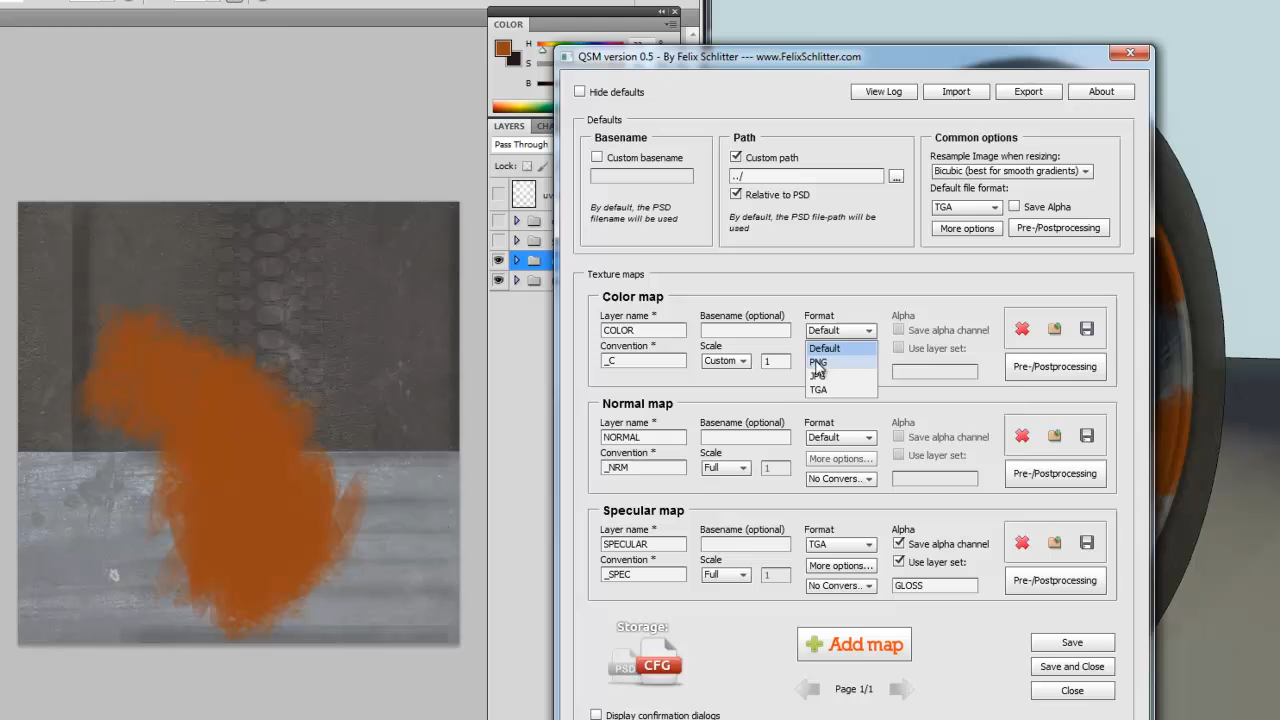 COLOR
H
S
B
LAYERS CHA
Pass Through
Lock:
uv
QSM version 0.5 - By Felix Schlitter --- www.FelixSchlitter.com
Hide defaults
View Log
Import
Export
About
Defaults
Basename
Custom basename
By default, the PSD
filename will be used
Path
Custom path
../
...
Relative to PSD
By default, the PSD file-path will be
used
Common options
Resample Image when resizing:
Bicubic (best for smooth gradients)
Default file format:
TGA
Save Alpha
More options
Pre-/Postprocessing
Texture maps
Color map
Layer name * Basename (optional) Format Alpha
COLOR Default Save alpha channel
Convention * Scale Default Use layer set:
_C Custom 1 PNG Pre-/Postprocessing
JPG
TGA
Normal map
Layer name * Basename (optional) Format Alpha
NORMAL Default Save alpha channel
Convention * Scale More options... Use layer set:
_NRM Full 1 No Convers.. Pre-/Postprocessing
Specular map
Layer name * Basename (optional) Format Alpha
SPECULAR TGA Save alpha channel
Convention * Scale More options... Use layer set:
_SPEC Full 1 No Convers.. GLOSS Pre-/Postprocessing
Storage:
PSD CFG
Add map
Page 1/1
Save
Save and Close
Close
Display confirmation dialogs